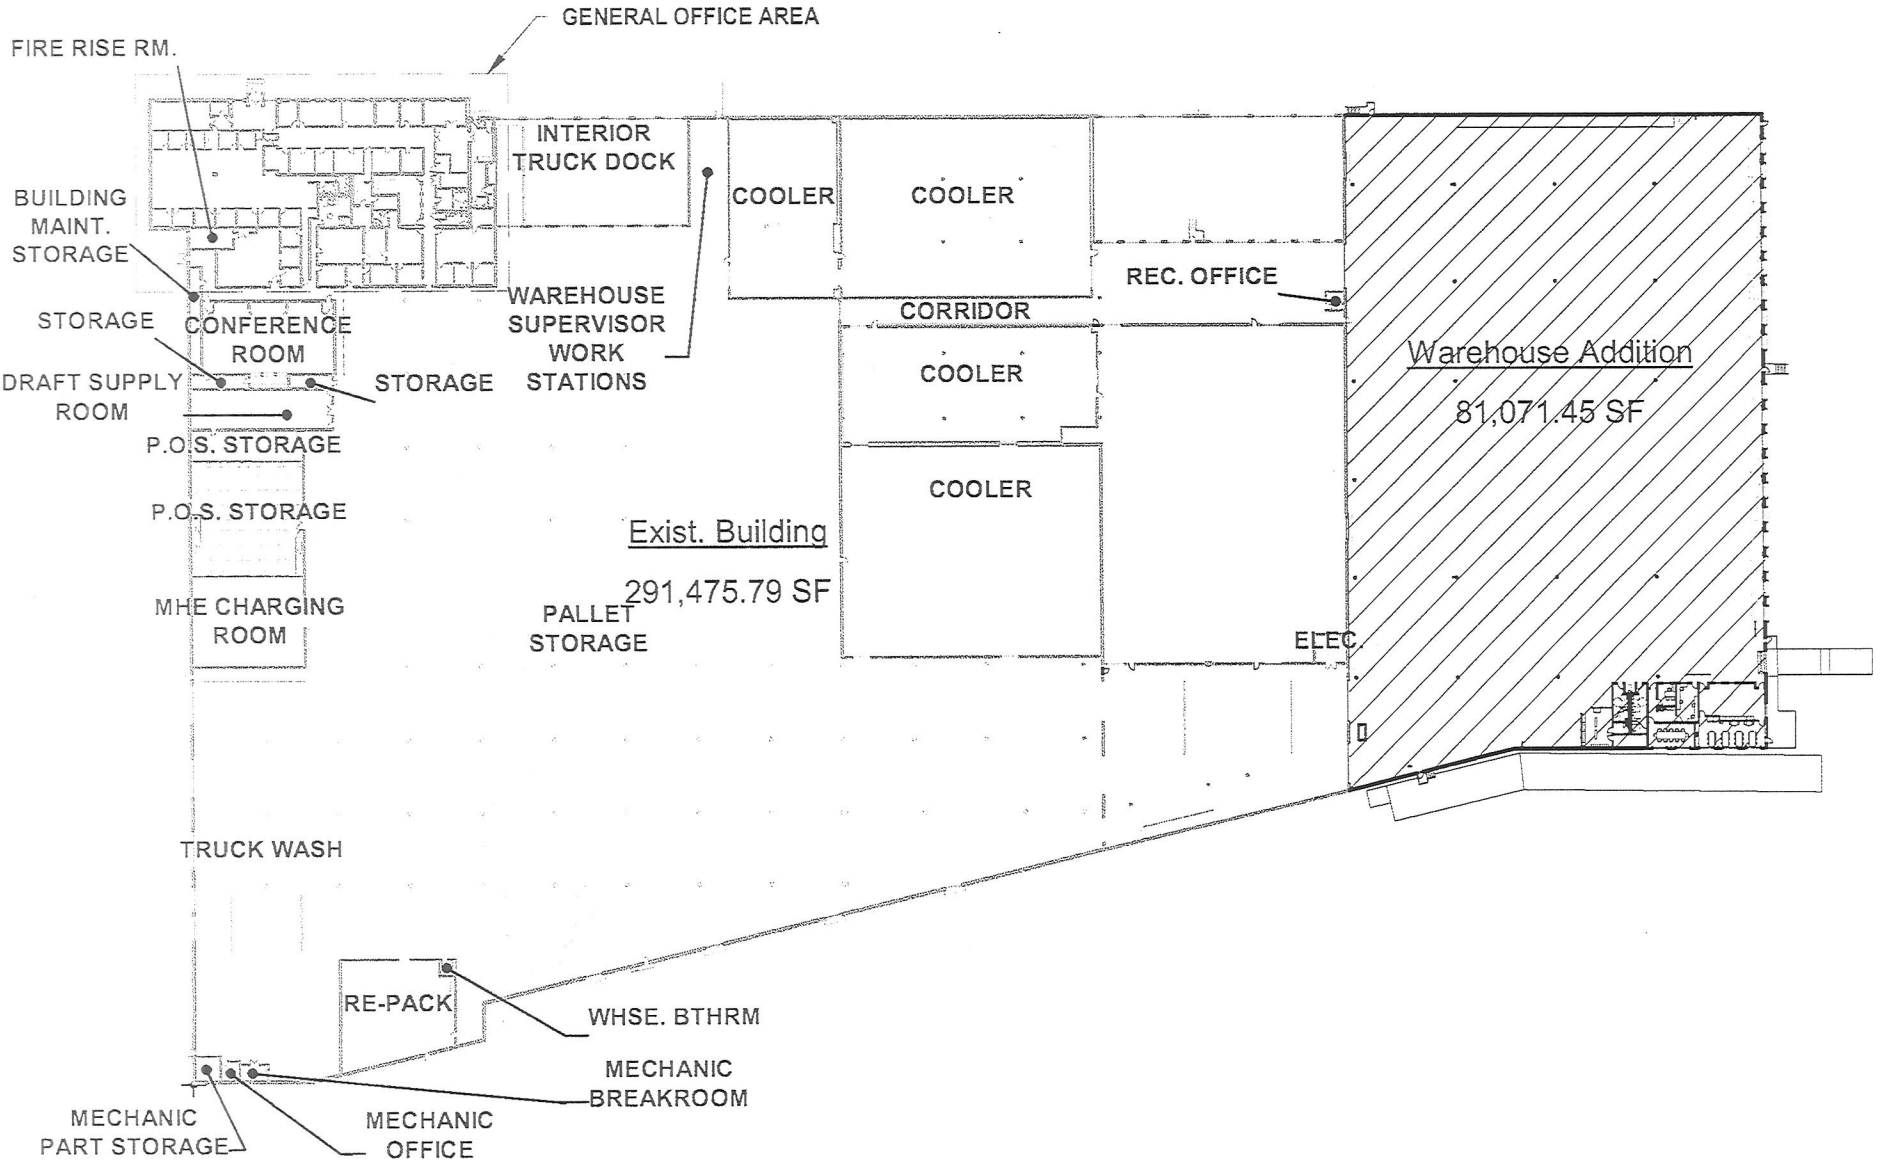 GENERAL OFFICE AREA
FIRE RISE RM.
INTERIOR
TRUCK DOCK
COOLER
COOLER
BUILDING
MAINT.
STORAGE
REC. OFFICE
WAREHOUSE
SUPERVISOR
WORK
STATIONS
CORRIDOR
STORAGE
CONFERENCE
ROOM
Warehouse Addition
81,071.45 SF
COOLER
DRAFT SUPPLY
ROOM
STORAGE
P.O.S. STORAGE
COOLER
P.O.S. STORAGE
Exist. Building
291,475.79 SF
MHE CHARGING
ROOM
PALLET
STORAGE
ELEC.
TRUCK WASH
RE-PACK
WHSE. BTHRM
MECHANIC
BREAKROOM
MECHANIC
PART STORAGE
MECHANIC
OFFICE